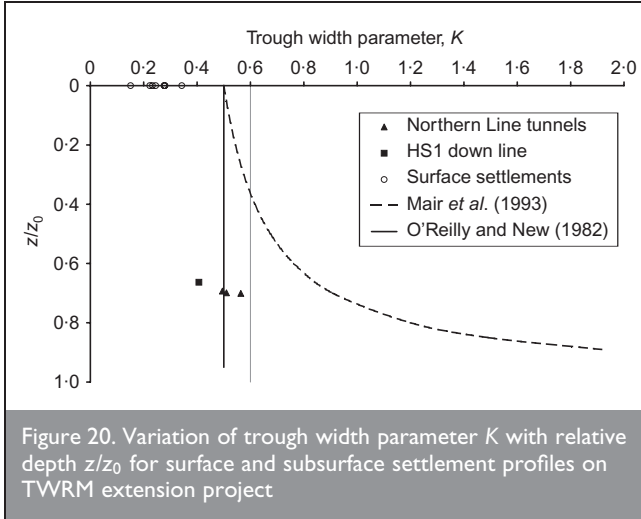 Trough width parameter, K
0 0·2 0·4 0·6 0·8 1·0 1·2 1·4 1·6 1·8 2·0
0
0·2
0·4
0·6
0·8
1·0
z/z0
Northern Line tunnels
HS1 down line
Surface settlements
Mair et al. (1993)
O'Reilly and New (1982)
Figure 20. Variation of trough width parameter K with relative
depth z/z0 for surface and subsurface settlement profiles on
TWRM extension project